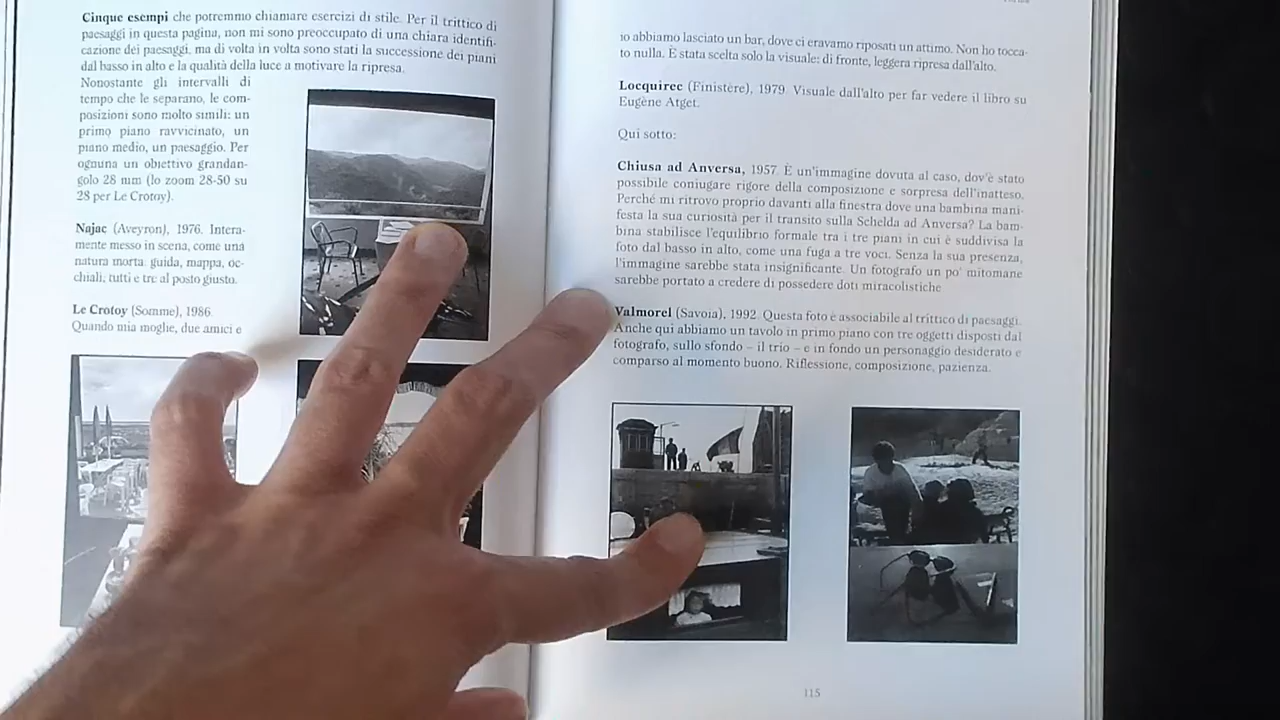 Cinque esempi che potremmo chiamare esercizi di stile. Per il trittico di
paesaggi in questa pagina, non mi sono preoccupato di una chiara identifi-
cazione dei paesaggi, ma di volta in volta sono stati la successione dei piani
dal basso in alto e la qualità della luce a motivare la ripresa.
Nonostante gli intervalli di
tempo che le separano, le com-
posizioni sono molto simili: un
primo piano ravvicinato, un
piano medio, un paesaggio. Per
ognuna un obiettivo grandan-
golo 28 mm (lo zoom 28-50 su
28 per Le Crotoy).
Najac (Aveyron), 1976. Intera-
mente messo in scena, come una
natura morta: guida, mappa, oc-
chiali, tutti e tre al posto giusto.
Le Crotoy (Somme), 1986.
Quando mia moglie, due amici e
io abbiamo lasciato un bar, dove ci eravamo riposati un attimo. Non ho tocca-
to nulla. È stata scelta solo la visuale: di fronte, leggera ripresa dall'alto.
Locquirec (Finistère), 1979. Visuale dall'alto per far vedere il libro su
Eugène Atget.
Qui sotto:
Chiusa ad Anversa, 1957. È un'immagine dovuta al caso, dov'è stato
possibile coniugare rigore della composizione e sorpresa dell'inatteso.
Perché mi ritrovo proprio davanti alla finestra dove una bambina mani-
festa la sua curiosità per il transito sulla Schelda ad Anversa? La bam-
bina stabilisce l'equilibrio formale tra i tre piani in cui è suddivisa la
foto dal basso in alto, come una fuga a tre voci. Senza la sua presenza,
l'immagine sarebbe stata insignificante. Un fotografo un po' mitomane
sarebbe portato a credere di possedere doti miracolistiche
Valmorel (Savoia), 1992. Questa foto è associabile al trittico di paesaggi.
Anche qui abbiamo un tavolo in primo piano con tre oggetti disposti dal
fotografo, sullo sfondo – il trio – e in fondo un personaggio desiderato e
comparso al momento buono. Riflessione, composizione, pazienza.
115